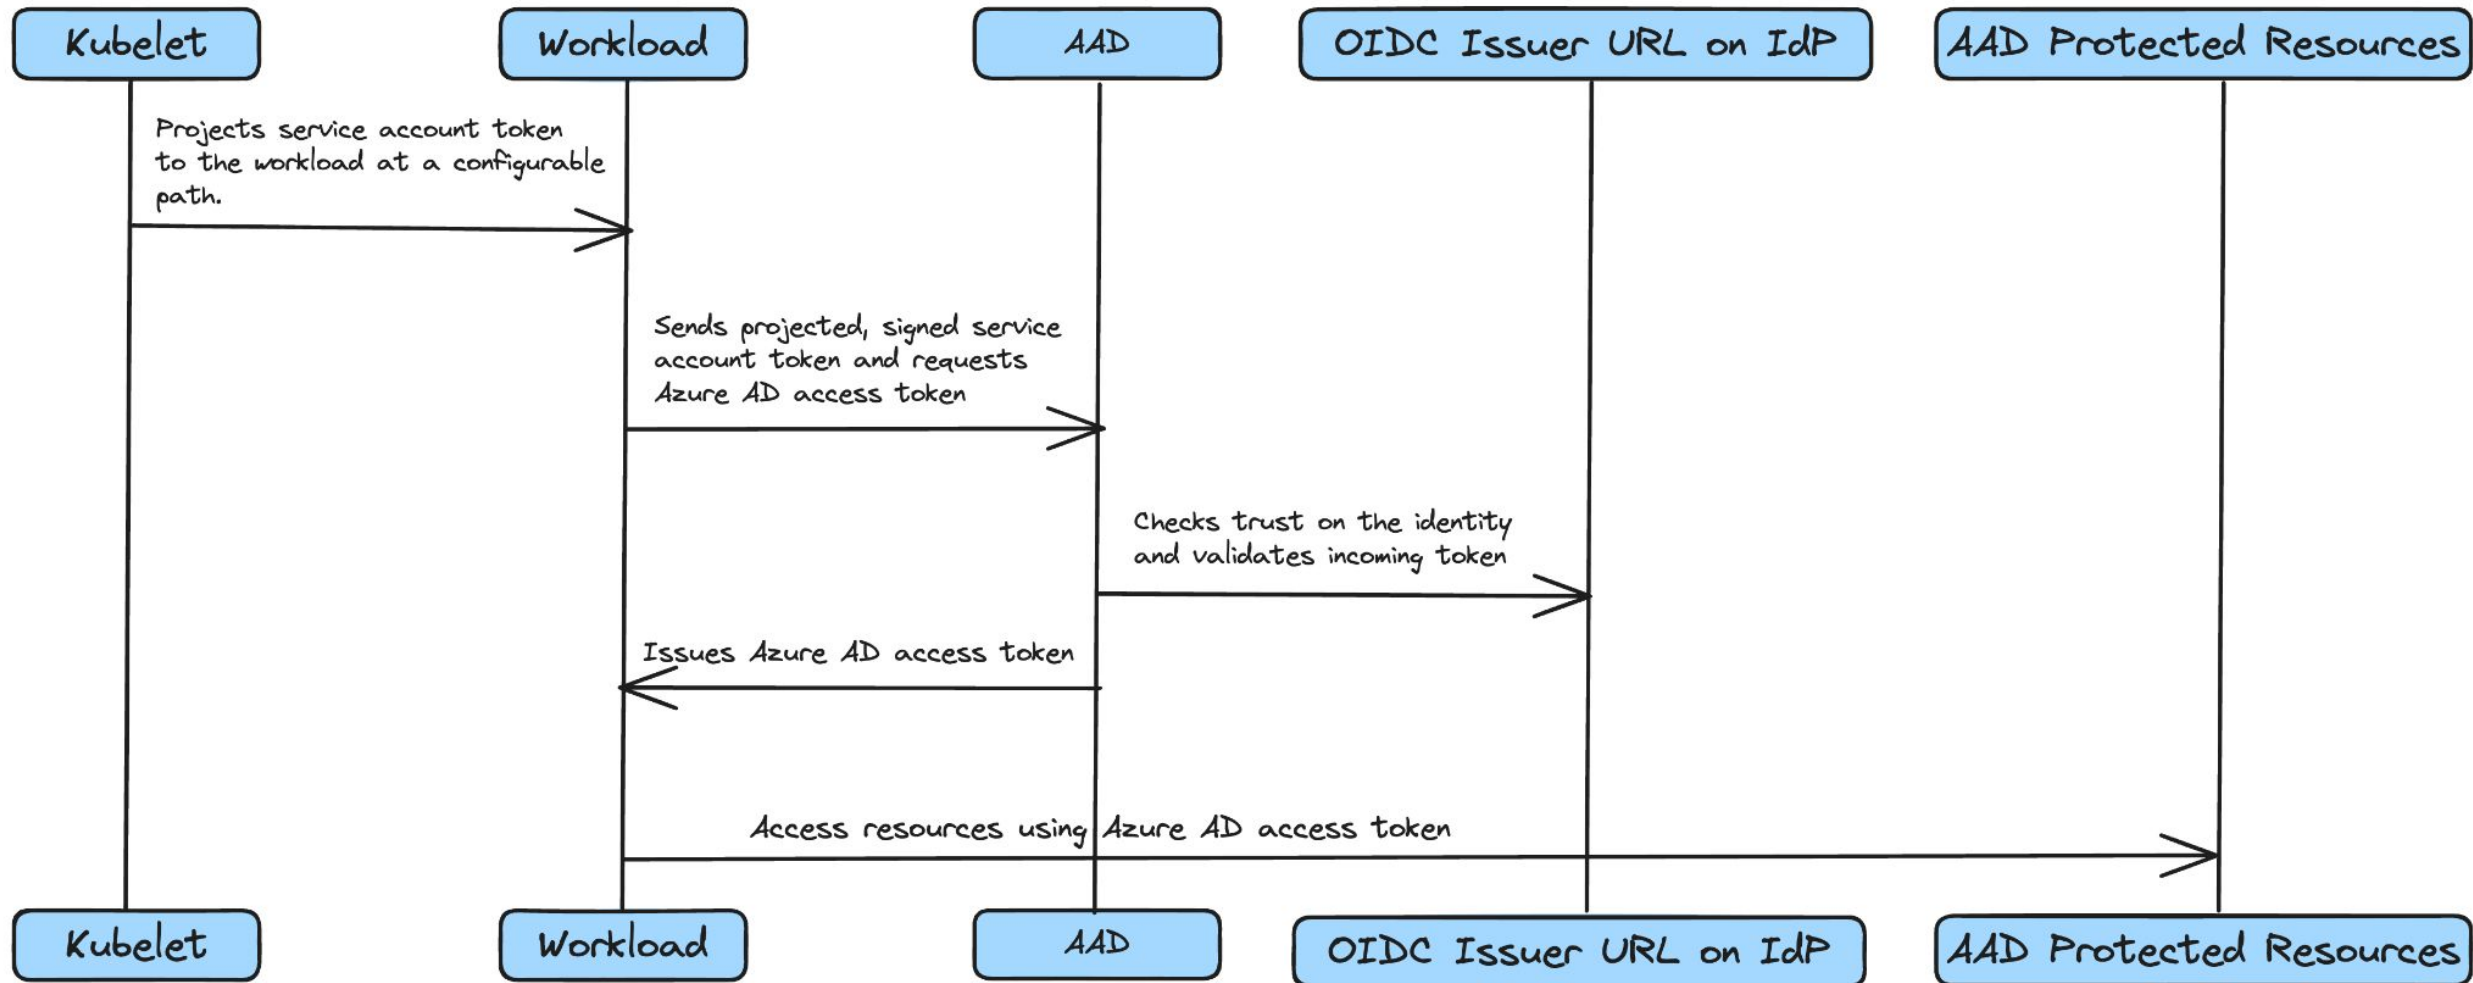 Kubelet
Workload
AAD
OIDC Issuer URL on IdP
AAD Protected Resources
Projects service account token
to the workload at a configurable
path.
Sends projected, signed service
account token and requests
Azure AD access token
Checks trust on the identity
and validates incoming token
Issues Azure AD access token
Access resources using Azure AD access token
Kubelet
Workload
AAD
OIDC Issuer URL on IdP
AAD Protected Resources